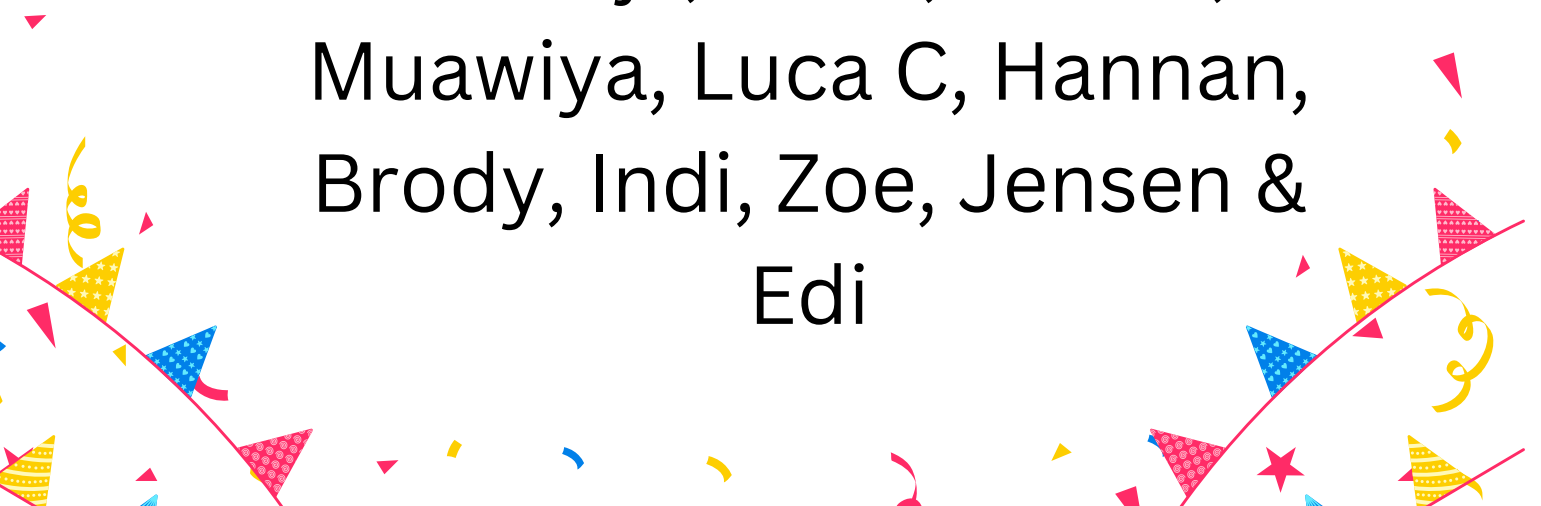 Muawiya, Luca C, Hannan,
Brody, Indi, Zoe, Jensen &
Edi